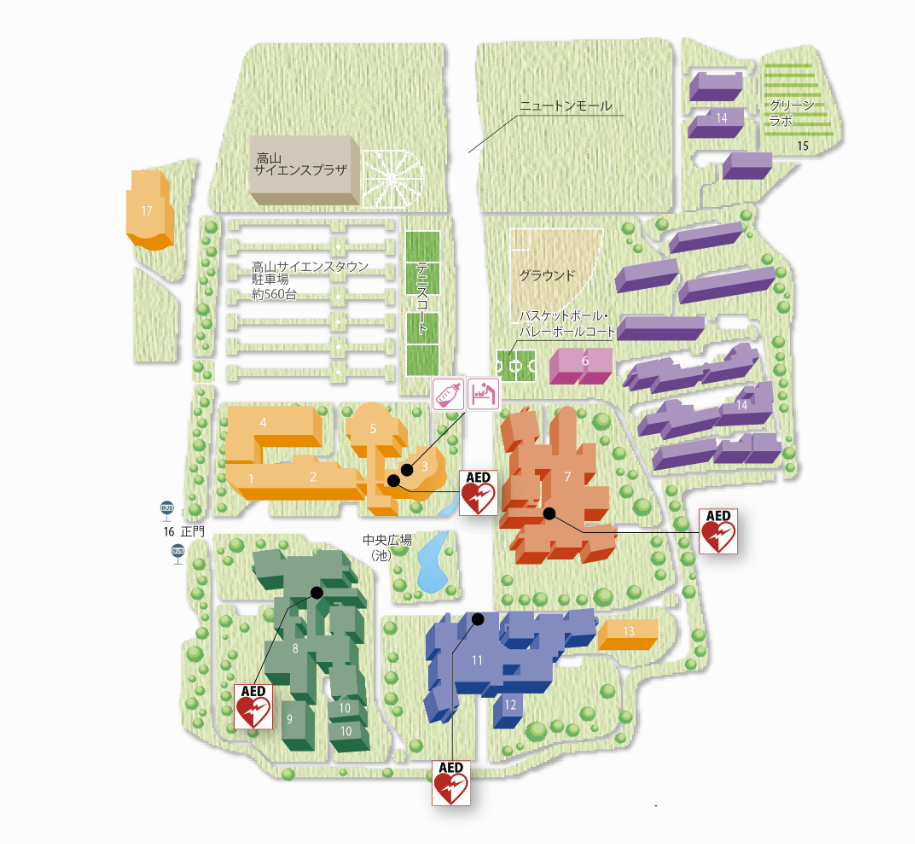 ニュートンモール
グリーン
ラボ
14
15
高山
サイエンスプラザ
17
高山サイエンスタウン
駐車場
約560台
テニスコート
グラウンド
バスケットボール・
バレーボールコート
6
14
4
5
3
1
2
7
AED
AED
BUS
16 正門
BUS
中央広場
（池）
8
13
11
12
AED
9
10
10
AED